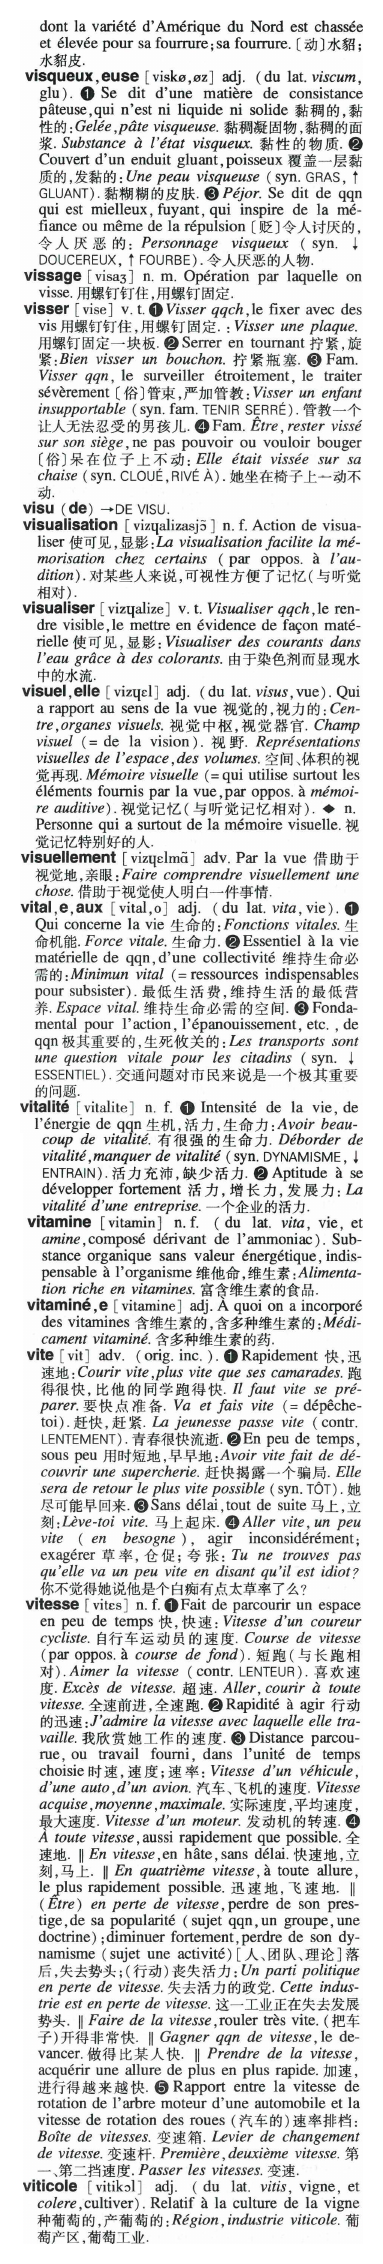 dont la variété d'Amérique du Nord est chassée
et élevée pour sa fourrure;sa fourrure.〔动〕水貂;
水貂皮.
visqueux,euse [viskø,øz] adj. (du lat. viscum,
glu). ❶ Se dit d'une matière de consistance
pâteuse,qui n'est ni liquide ni solide 黏稠的,黏
性的:Gelée,pâte visqueuse. 黏稠凝固物,黏稠的面
浆. Substance à l'état visqueux. 黏性的物质. ❷
Couvert d'un enduit gluant,poisseux 覆盖一层黏
质的,发黏的:Une peau visqueuse (syn. GRAS, ↑
GLUANT). 黏糊糊的皮肤. ❸ Péjor. Se dit de qqn
qui est mielleux, fuyant, qui inspire de la mé-
fiance ou même de la répulsion〔贬〕令人讨厌的,
令人厌恶的: Personnage visqueux (syn. ↓
DOUCEREUX, ↑ FOURBE). 令人厌恶的人物.
vissage [visaʒ] n. m. Opération par laquelle on
visse. 用螺钉钉住,用螺钉固定.
visser [vise] v. t. ❶ Visser qqch,le fixer avec des
vis 用螺钉钉住,用螺钉固定. : Visser une plaque.
用螺钉固定一块板. ❷ Serrer en tournant 拧紧,旋
紧:Bien visser un bouchon. 拧紧瓶塞. ❸ Fam.
Visser qqn, le surveiller étroitement, le traiter
sévèrement〔俗〕管束,严加管教:Visser un enfant
insupportable (syn. fam. TENIR SERRÉ). 管教一个
让人无法忍受的男孩儿. ❹ Fam. Être, rester vissé
sur son siège,ne pas pouvoir ou vouloir bouger
〔俗〕呆在位子上不动: Elle était vissée sur sa
chaise (syn. CLOUÉ,RIVÉ À). 她坐在椅子上一动不
动.
visu (de) →DE VISU.
visualisation [vizɥalizasjɔ̃] n. f. Action de visua-
liser 使可见,显影:La visualisation facilite la mé-
morisation chez certains (par oppos. à l'au-
dition). 对某些人来说,可视性方便了记忆(与听觉
相对).
visualiser [vizɥalize] v. t. Visualiser qqch,le ren-
dre visible,le mettre en évidence de façon maté-
rielle 使可见,显影:Visualiser des courants dans
l'eau grâce à des colorants. 由于染色剂而显现水
中的水流.
visuel,elle [vizɥɛl] adj. (du lat. visus,vue). Qui
a rapport au sens de la vue 视觉的,视力的:Cen-
tre,organes visuels. 视觉中枢,视觉器官. Champ
visuel (= de la vision). 视野. Représentations
visuelles de l'espace,des volumes. 空间、体积的视
觉再现. Mémoire visuelle (=qui utilise surtout les
éléments fournis par la vue,par oppos. à mémoi-
re auditive). 视觉记忆(与听觉记忆相对). ◆ n.
Personne qui a surtout de la mémoire visuelle. 视
觉记忆特别好的人.
visuellement [vizɥɛlmɑ̃] adv. Par la vue 借助于
视觉地,亲眼:Faire comprendre visuellement une
chose. 借助于视觉使人明白一件事情.
vital,e,aux [vital,o] adj. (du lat. vita, vie). ❶
Qui concerne la vie 生命的:Fonctions vitales. 生
命机能. Force vitale. 生命力. ❷ Essentiel à la vie
matérielle de qqn,d'une collectivité 维持生命必
需的:Minimun vital (= ressources indispensables
pour subsister). 最低生活费,维持生活的最低营
养. Espace vital. 维持生命必需的空间. ❸ Fonda-
mental pour l'action, l'épanouissement, etc. , de
qqn 极其重要的,生死攸关的:Les transports sont
une question vitale pour les citadins (syn. ↓
ESSENTIEL). 交通问题对市民来说是一个极其重要
的问题.
vitalité [vitalite] n. f. ❶ Intensité de la vie, de
l'énergie de qqn 生机,活力,生命力:Avoir beau-
coup de vitalité. 有很强的生命力. Déborder de
vitalité,manquer de vitalité (syn. DYNAMISME, ↓
ENTRAIN). 活力充沛,缺少活力. ❷ Aptitude à se
développer fortement 活力,增长力,发展力: La
vitalité d'une entreprise. 一个企业的活力.
vitamine [vitamin] n. f. (du lat. vita, vie, et
amine,composé dérivant de l'ammoniac). Sub-
stance organique sans valeur énergétique, indis-
pensable à l'organisme 维他命,维生素:Alimenta-
tion riche en vitamines. 富含维生素的食品.
vitaminé,e [vitamine] adj. À quoi on a incorporé
des vitamines 含维生素的,含多种维生素的:Médi-
cament vitaminé. 含多种维生素的药.
vite [vit] adv. (orig. inc.). ❶ Rapidement 快,迅
速地:Courir vite,plus vite que ses camarades. 跑
得很快,比他的同学跑得快. Il faut vite se pré-
parer. 要快点准备. Va et fais vite (= dépêche-
toi). 赶快,赶紧. La jeunesse passe vite (contr.
LENTEMENT). 青春很快流逝. ❷ En peu de temps,
sous peu 用时短地,早早地:Avoir vite fait de dé-
couvrir une supercherie. 赶快揭露一个骗局. Elle
sera de retour le plus vite possible (syn. TÔT). 她
尽可能早回来. ❸ Sans délai,tout de suite 马上,立
刻:Lève-toi vite. 马上起床. ❹ Aller vite,un peu
vite (en besogne), agir inconsidérément;
exagérer 草率,仓促;夸张: Tu ne trouves pas
qu'elle va un peu vite en disant qu'il est idiot?
你不觉得她说他是个白痴有点太草率了么?
vitesse [vitɛs] n. f. ❶ Fait de parcourir un espace
en peu de temps 快,快速: Vitesse d'un coureur
cycliste. 自行车运动员的速度. Course de vitesse
(par oppos. à course de fond). 短跑(与长跑相
对). Aimer la vitesse (contr. LENTEUR). 喜欢速
度. Excès de vitesse. 超速. Aller, courir à toute
vitesse. 全速前进,全速跑. ❷ Rapidité à agir 行动
的迅速:J'admire la vitesse avec laquelle elle tra-
vaille. 我欣赏她工作的速度. ❸ Distance parcou-
rue, ou travail fourni, dans l'unité de temps
choisie 时速,速度;速率: Vitesse d'un véhicule,
d'une auto,d'un avion. 汽车、飞机的速度. Vitesse
acquise,moyenne,maximale. 实际速度,平均速度,
最大速度. Vitesse d'un moteur. 发动机的转速. ❹
À toute vitesse,aussi rapidement que possible. 全
速地. ‖ En vitesse,en hâte,sans délai. 快速地,立
刻,马上. ‖ En quatrième vitesse,à toute allure,
le plus rapidement possible. 迅速地,飞速地. ‖
(Être) en perte de vitesse,perdre de son pres-
tige,de sa popularité (sujet qqn,un groupe,une
doctrine);diminuer fortement,perdre de son dy-
namisme (sujet une activité)[人、团队、理论]落
后,失去势头;(行动)丧失活力:Un parti politique
en perte de vitesse. 失去活力的政党. Cette indus-
trie est en perte de vitesse. 这一工业正在失去发展
势头. ‖ Faire de la vitesse,rouler très vite. (把车
子)开得非常快. ‖ Gagner qqn de vitesse,le de-
vancer. 做得比某人快. ‖ Prendre de la vitesse,
acquérir une allure de plus en plus rapide. 加速,
进行得越来越快. ❺ Rapport entre la vitesse de
rotation de l'arbre moteur d'une automobile et la
vitesse de rotation des roues (汽车的)速率排档:
Boîte de vitesses. 变速箱. Levier de changement
de vitesse. 变速杆. Première,deuxième vitesse. 第
一、第二挡速度. Passer les vitesses. 变速.
viticole [vitikɔl] adj. (du lat. vitis, vigne, et
colere,cultiver). Relatif à la culture de la vigne
种葡萄的,产葡萄的:Région,industrie viticole. 葡
萄产区,葡萄工业.